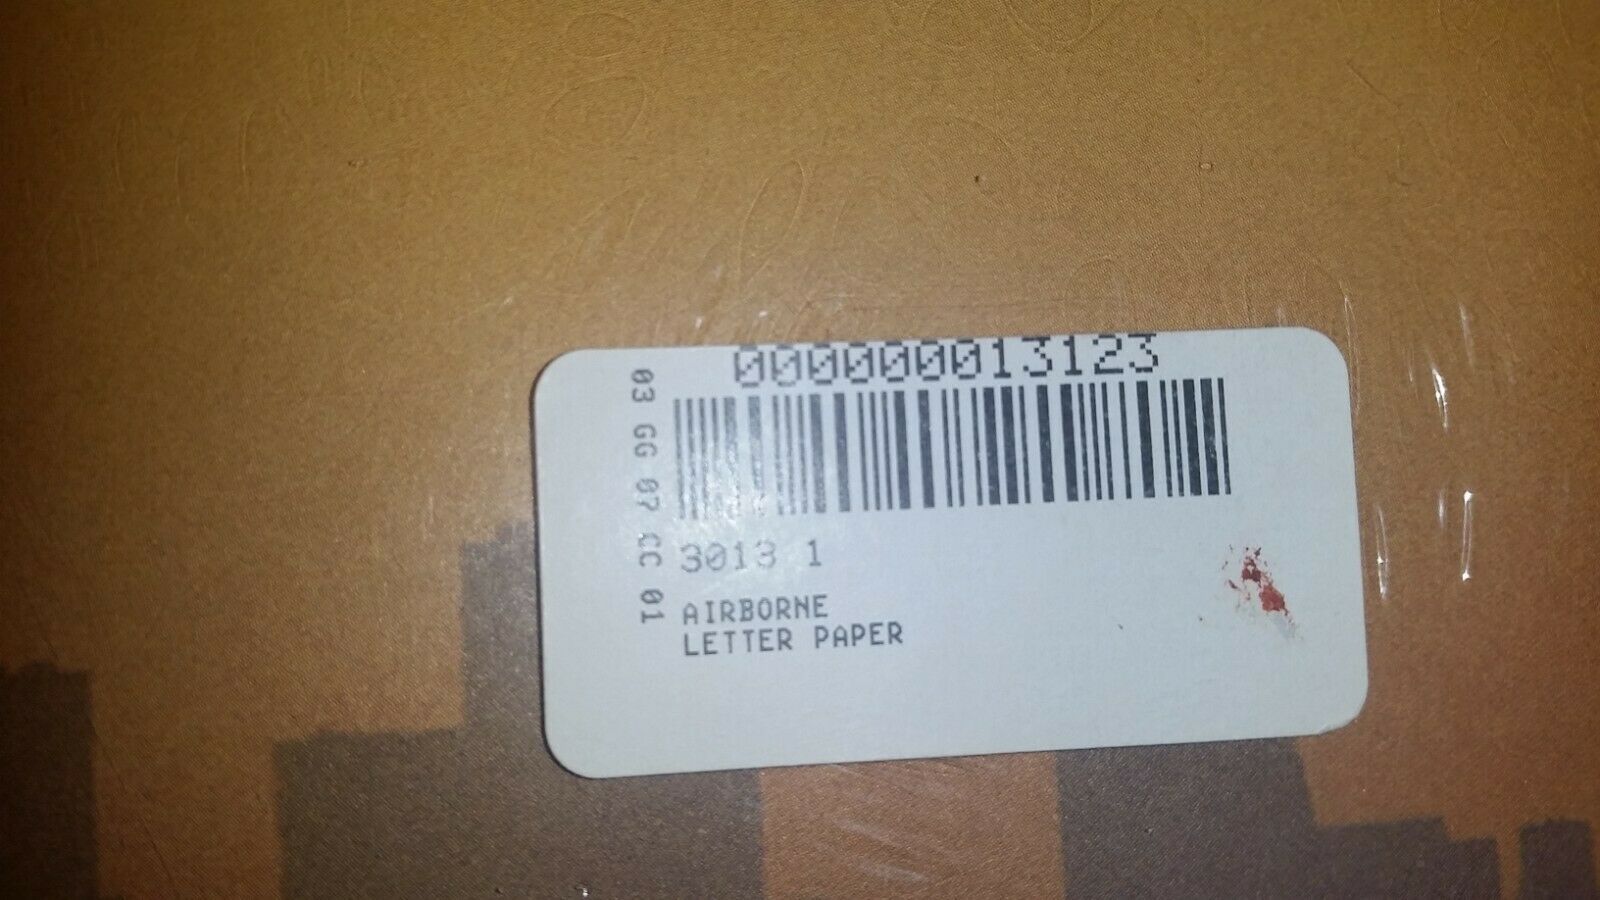 000000013123
03 GG 07 CC 01
3013 1
AIRBORNE
LETTER PAPER